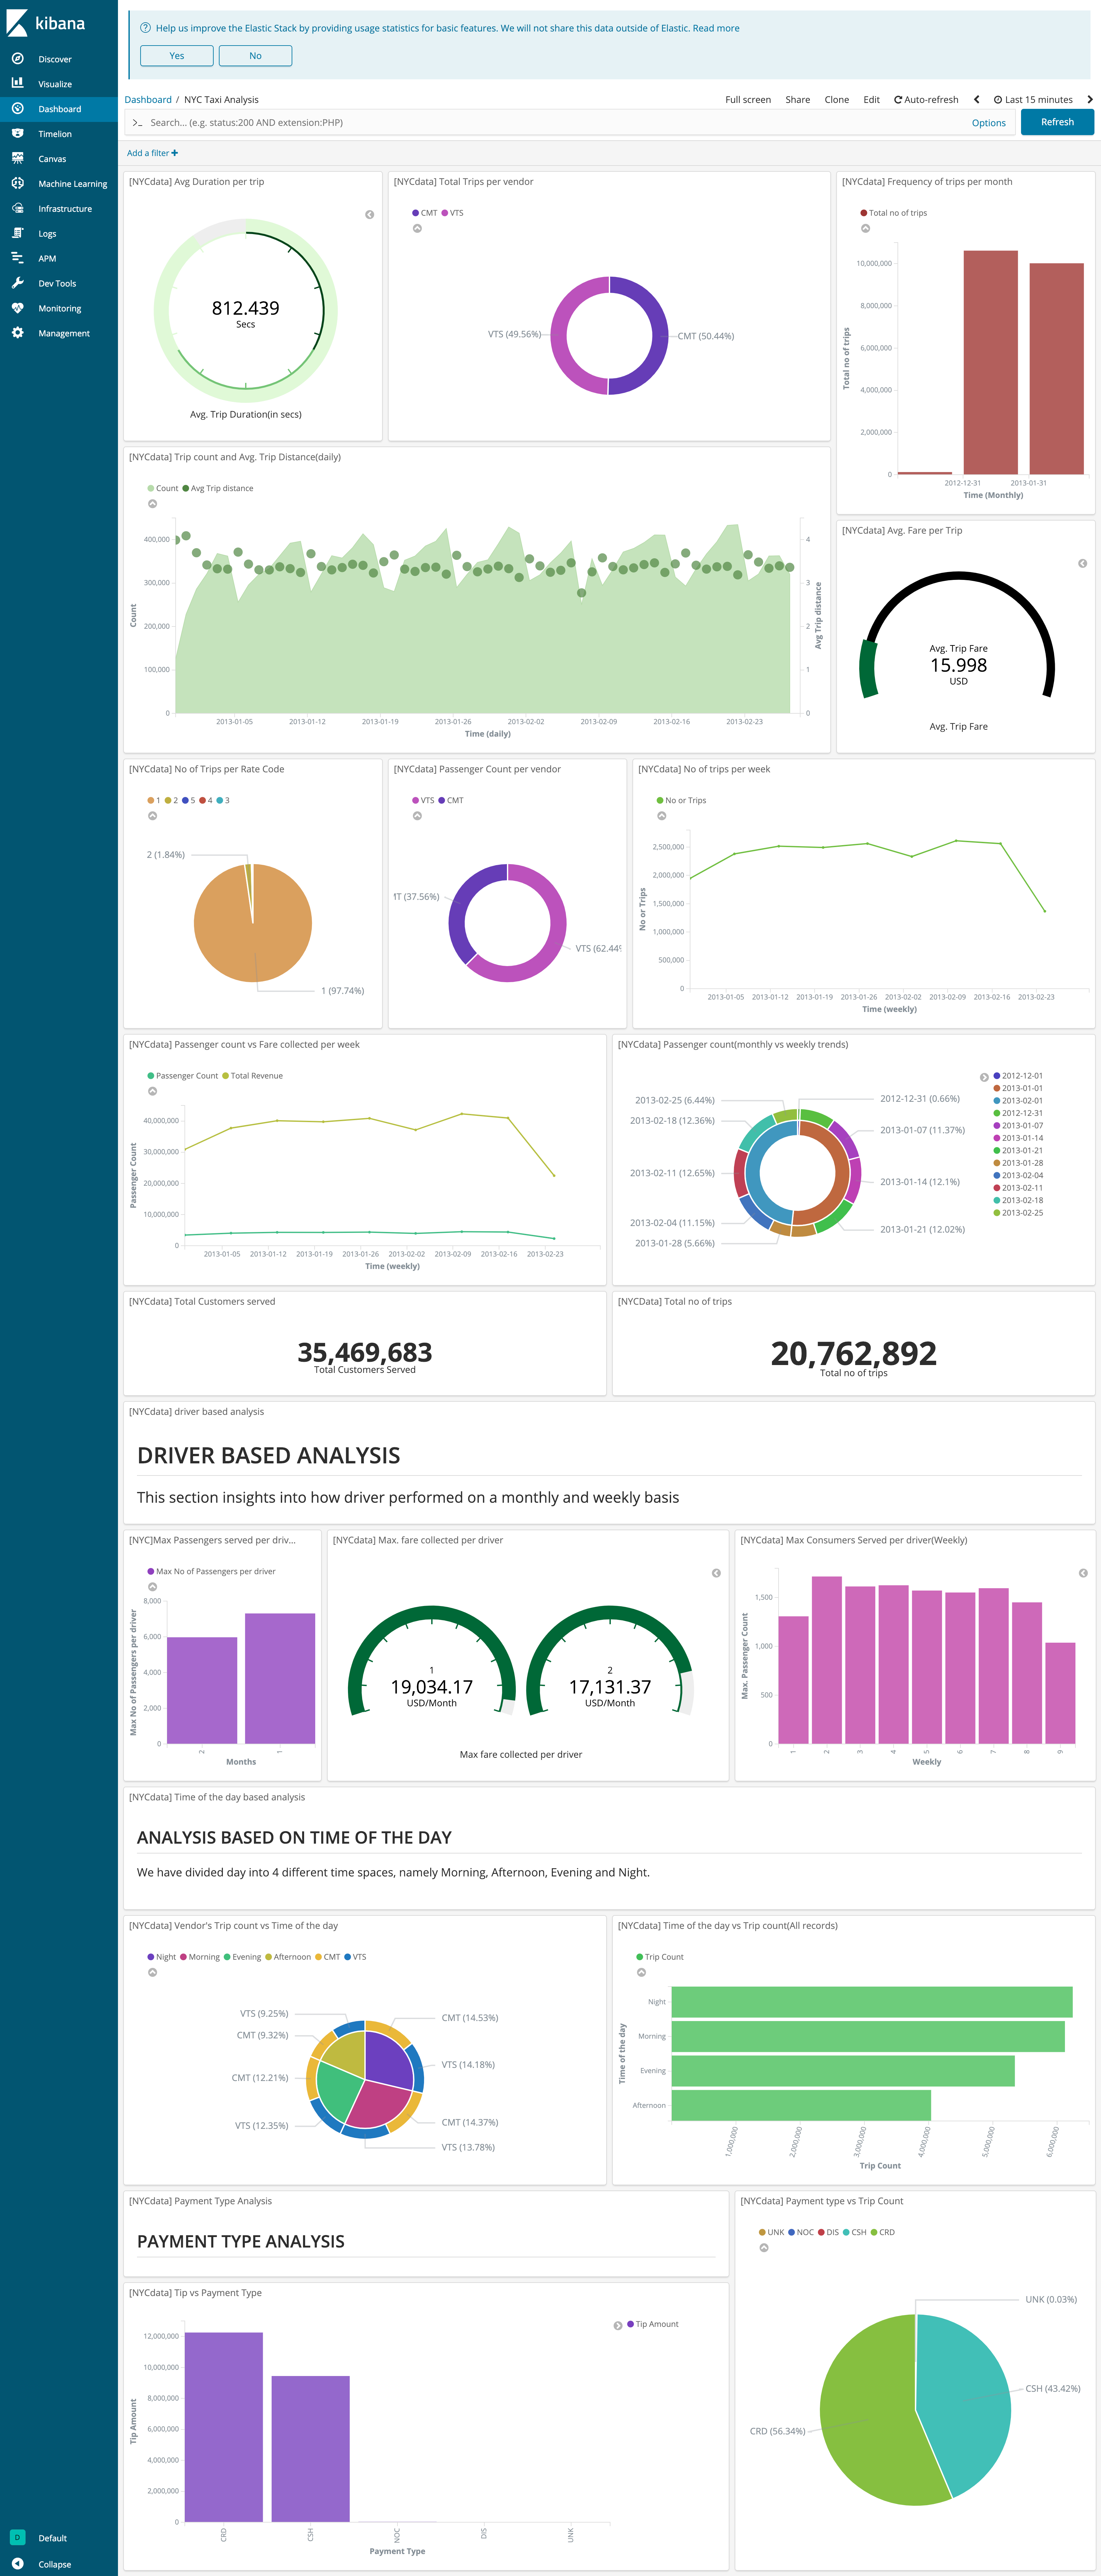 kibana
Discover
Visualize
Dashboard
Timelion
Canvas
Machine Learning
Infrastructure
Logs
APM
Dev Tools
Monitoring
Management
D
Default
Collapse
Help us improve the Elastic Stack by providing usage statistics for basic features. We will not share this data outside of Elastic. Read more
Yes No
Dashboard / NYC Taxi Analysis
Full screen Share Clone Edit Auto-refresh Last 15 minutes
>_ Search... (e.g. status:200 AND extension:PHP)
Options
Refresh
Add a filter +
[NYCdata] Avg Duration per trip
812.439
Secs
Avg. Trip Duration(in secs)
[NYCdata] Total Trips per vendor
CMT VTS
VTS (49.56%)
CMT (50.44%)
[NYCdata] Frequency of trips per month
Total no of trips
10,000,000
8,000,000
6,000,000
4,000,000
2,000,000
0
Total no of trips
2012-12-31 2013-01-31
Time (Monthly)
[NYCdata] Trip count and Avg. Trip Distance(daily)
Count Avg Trip distance
400,000
300,000
200,000
100,000
0
Count
4
3
2
1
0
Avg Trip distance
2013-01-05 2013-01-12 2013-01-19 2013-01-26 2013-02-02 2013-02-09 2013-02-16 2013-02-23
Time (daily)
[NYCdata] Avg. Fare per Trip
Avg. Trip Fare
15.998
USD
Avg. Trip Fare
[NYCdata] No of Trips per Rate Code
1 2 5 4 3
2 (1.84%)
1 (97.74%)
[NYCdata] Passenger Count per vendor
VTS CMT
(37.56%)
VTS (62.44
[NYCdata] No of trips per week
No or Trips
2,500,000
2,000,000
1,500,000
1,000,000
500,000
0
No or Trips
2013-01-05 2013-01-12 2013-01-19 2013-01-26 2013-02-02 2013-02-09 2013-02-16 2013-02-23
Time (weekly)
[NYCdata] Passenger count vs Fare collected per week
Passenger Count Total Revenue
40,000,000
30,000,000
20,000,000
10,000,000
0
Passenger Count
2013-01-05 2013-01-12 2013-01-19 2013-01-26 2013-02-02 2013-02-09 2013-02-16 2013-02-23
Time (weekly)
[NYCdata] Passenger count(monthly vs weekly trends)
2013-02-25 (6.44%)
2013-02-18 (12.36%)
2013-02-11 (12.65%)
2013-02-04 (11.15%)
2013-01-28 (5.66%)
2012-12-31 (0.66%)
2013-01-07 (11.37%)
2013-01-14 (12.1%)
2013-01-21 (12.02%)
2012-12-01
2013-01-01
2013-02-01
2012-12-31
2013-01-07
2013-01-14
2013-01-21
2013-01-28
2013-02-04
2013-02-11
2013-02-18
2013-02-25
[NYCdata] Total Customers served
35,469,683
Total Customers Served
[NYCData] Total no of trips
20,762,892
Total no of trips
[NYCdata] driver based analysis
DRIVER BASED ANALYSIS
This section insights into how driver performed on a monthly and weekly basis
[NYC]Max Passengers served per driv...
Max No of Passengers per driver
8,000
6,000
4,000
2,000
0
Max No of Passengers per driver
2 1
Months
[NYCdata] Max. fare collected per driver
1
19,034.17
USD/Month
2
17,131.37
USD/Month
Max fare collected per driver
[NYCdata] Max Consumers Served per driver(Weekly)
1,500
1,000
500
0
Max. Passenger Count
1 2 3 4 5 6 7 8 9
Weekly
[NYCdata] Time of the day based analysis
ANALYSIS BASED ON TIME OF THE DAY
We have divided day into 4 different time spaces, namely Morning, Afternoon, Evening and Night.
[NYCdata] Vendor's Trip count vs Time of the day
Night Morning Evening Afternoon CMT VTS
VTS (9.25%)
CMT (9.32%)
CMT (12.21%)
VTS (12.35%)
CMT (14.53%)
VTS (14.18%)
CMT (14.37%)
VTS (13.78%)
[NYCdata] Time of the day vs Trip count(All records)
Trip Count
Night
Morning
Evening
Afternoon
Time of the day
1,000,000 2,000,000 3,000,000 4,000,000 5,000,000 6,000,000
Trip Count
[NYCdata] Payment Type Analysis
PAYMENT TYPE ANALYSIS
[NYCdata] Payment type vs Trip Count
UNK NOC DIS CSH CRD
UNK (0.03%)
CSH (43.42%)
CRD (56.34%)
[NYCdata] Tip vs Payment Type
Tip Amount
12,000,000
10,000,000
8,000,000
6,000,000
4,000,000
2,000,000
0
Tip Amount
CRD CSH NOC DIS UNK
Payment Type